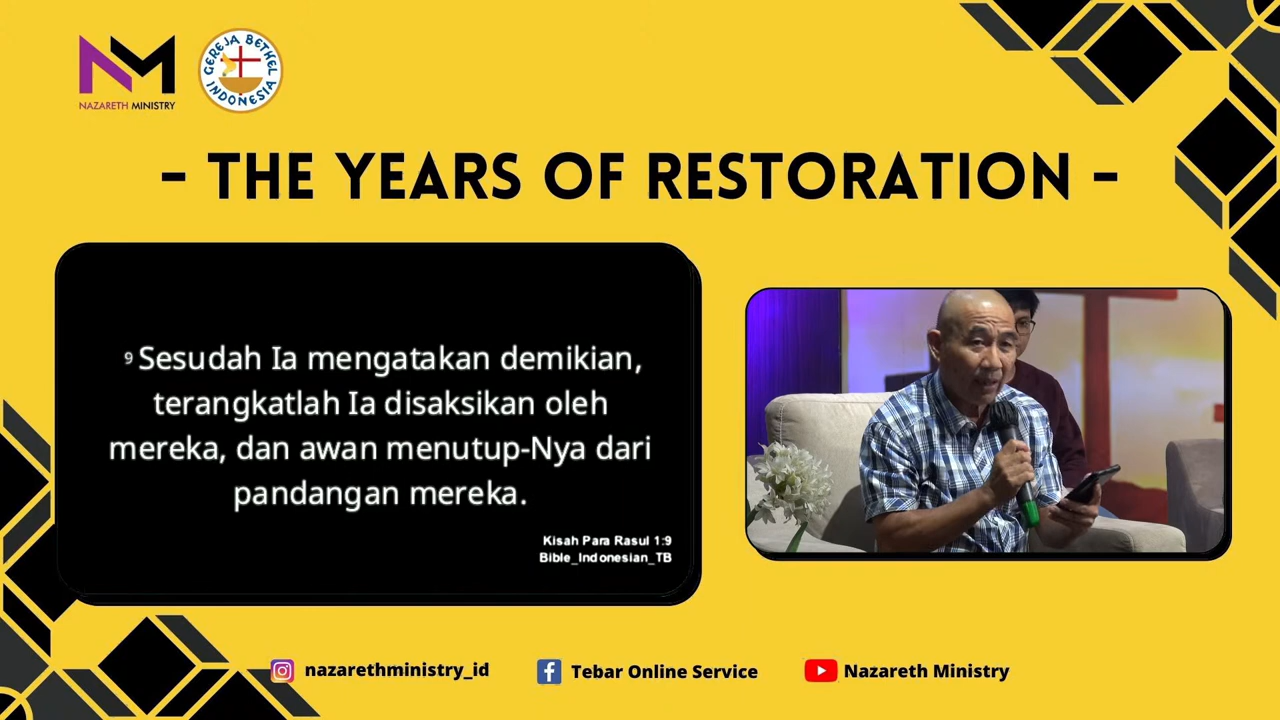 NAZARETH MINISTRY
GEREJA BETHEL
INDONESIA
- THE YEARS OF RESTORATION -
9 Sesudah Ia mengatakan demikian,
terangkatlah Ia disaksikan oleh
mereka, dan awan menutup-Nya dari
pandangan mereka.
Kisah Para Rasul 1:9
Bible_Indonesian_TB
nazarethministry_id
Tebar Online Service
Nazareth Ministry